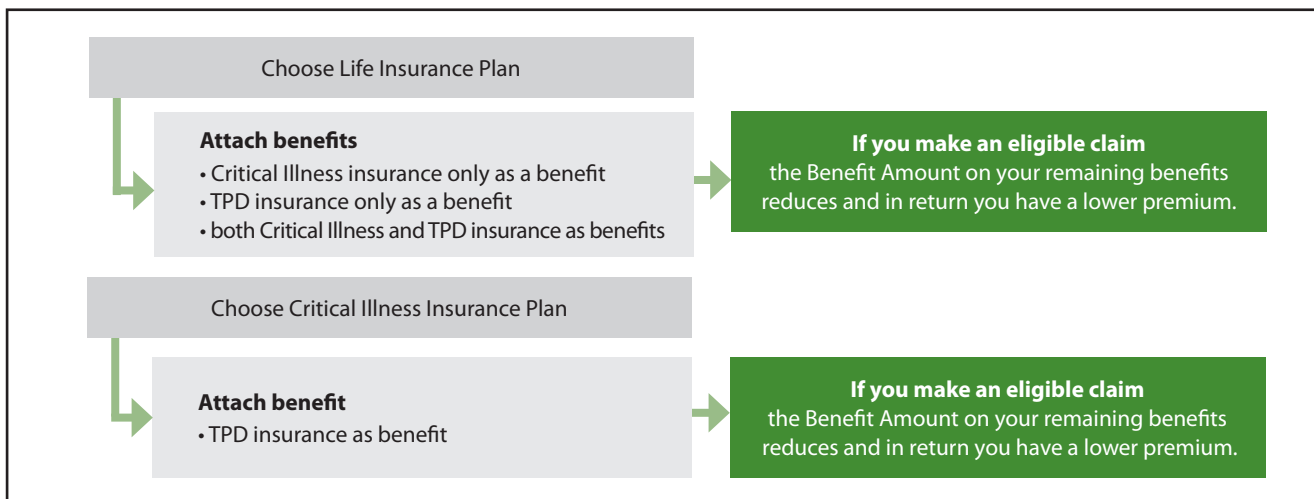 Choose Life Insurance Plan
Attach benefits
• Critical Illness insurance only as a benefit
• TPD insurance only as a benefit
• both Critical Illness and TPD insurance as benefits
If you make an eligible claim
the Benefit Amount on your remaining benefits
reduces and in return you have a lower premium.
Choose Critical Illness Insurance Plan
Attach benefit
• TPD insurance as benefit
If you make an eligible claim
the Benefit Amount on your remaining benefits
reduces and in return you have a lower premium.